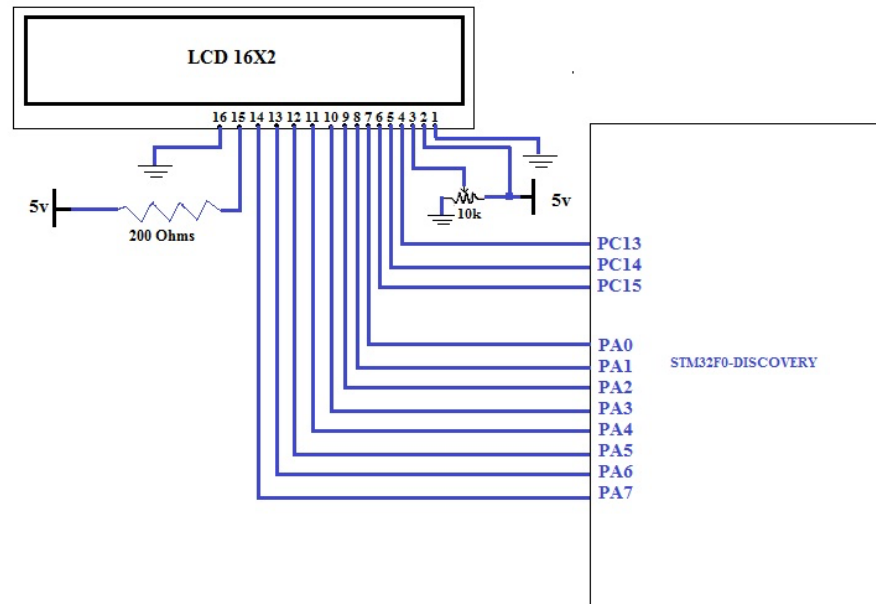 LCD 16X2
16 15 14 13 12 11 10 9 8 7 6 5 4 3 2 1
5v
200 Ohms
10k
5v
PC13
PC14
PC15
PA0
PA1
STM32F0-DISCOVERY
PA2
PA3
PA4
PA5
PA6
PA7